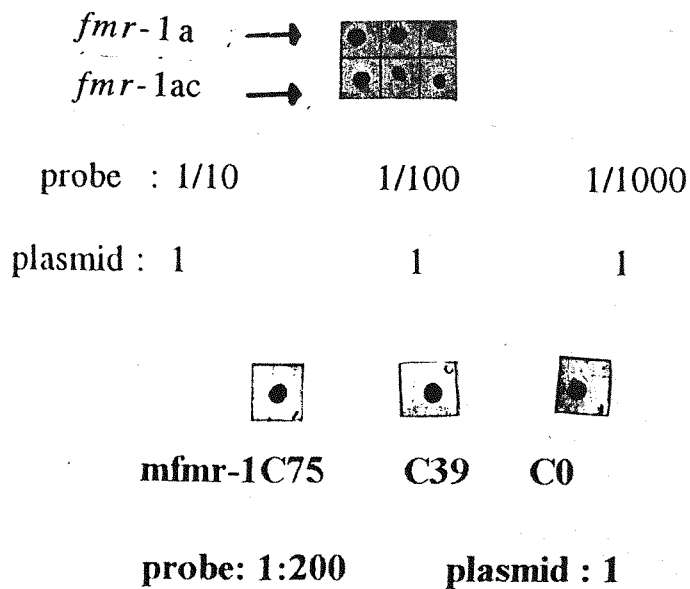 fmr-1a
fmr-1ac
probe : 1/10 1/100 1/1000
plasmid : 1 1 1
mfmr-1C75 C39 C0
probe: 1:200 plasmid : 1